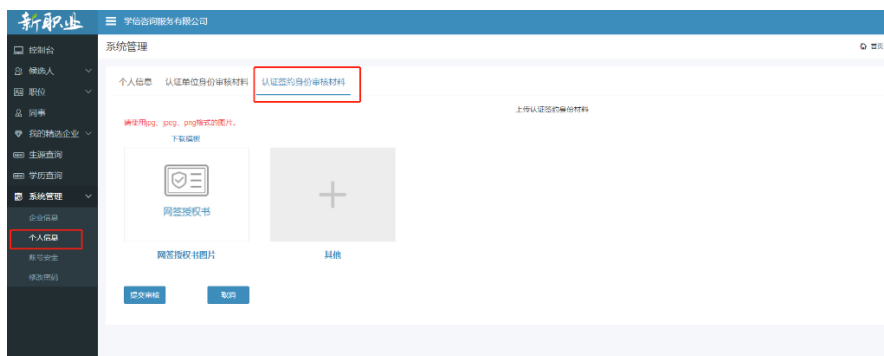 新职业
学信咨询服务有限公司
控制台
候选人
职位
同事
我的精选企业
生源查询
学历查询
系统管理
企业信息
个人信息
账号安全
修改密码
系统管理
首页
个人信息 认证单位身份审核材料 认证签约身份审核材料
上传认证签约身份材料
请使用jpg、jpeg、png格式的图片。
下载模板
网签授权书
网签授权书图片 其他
提交审核 取消